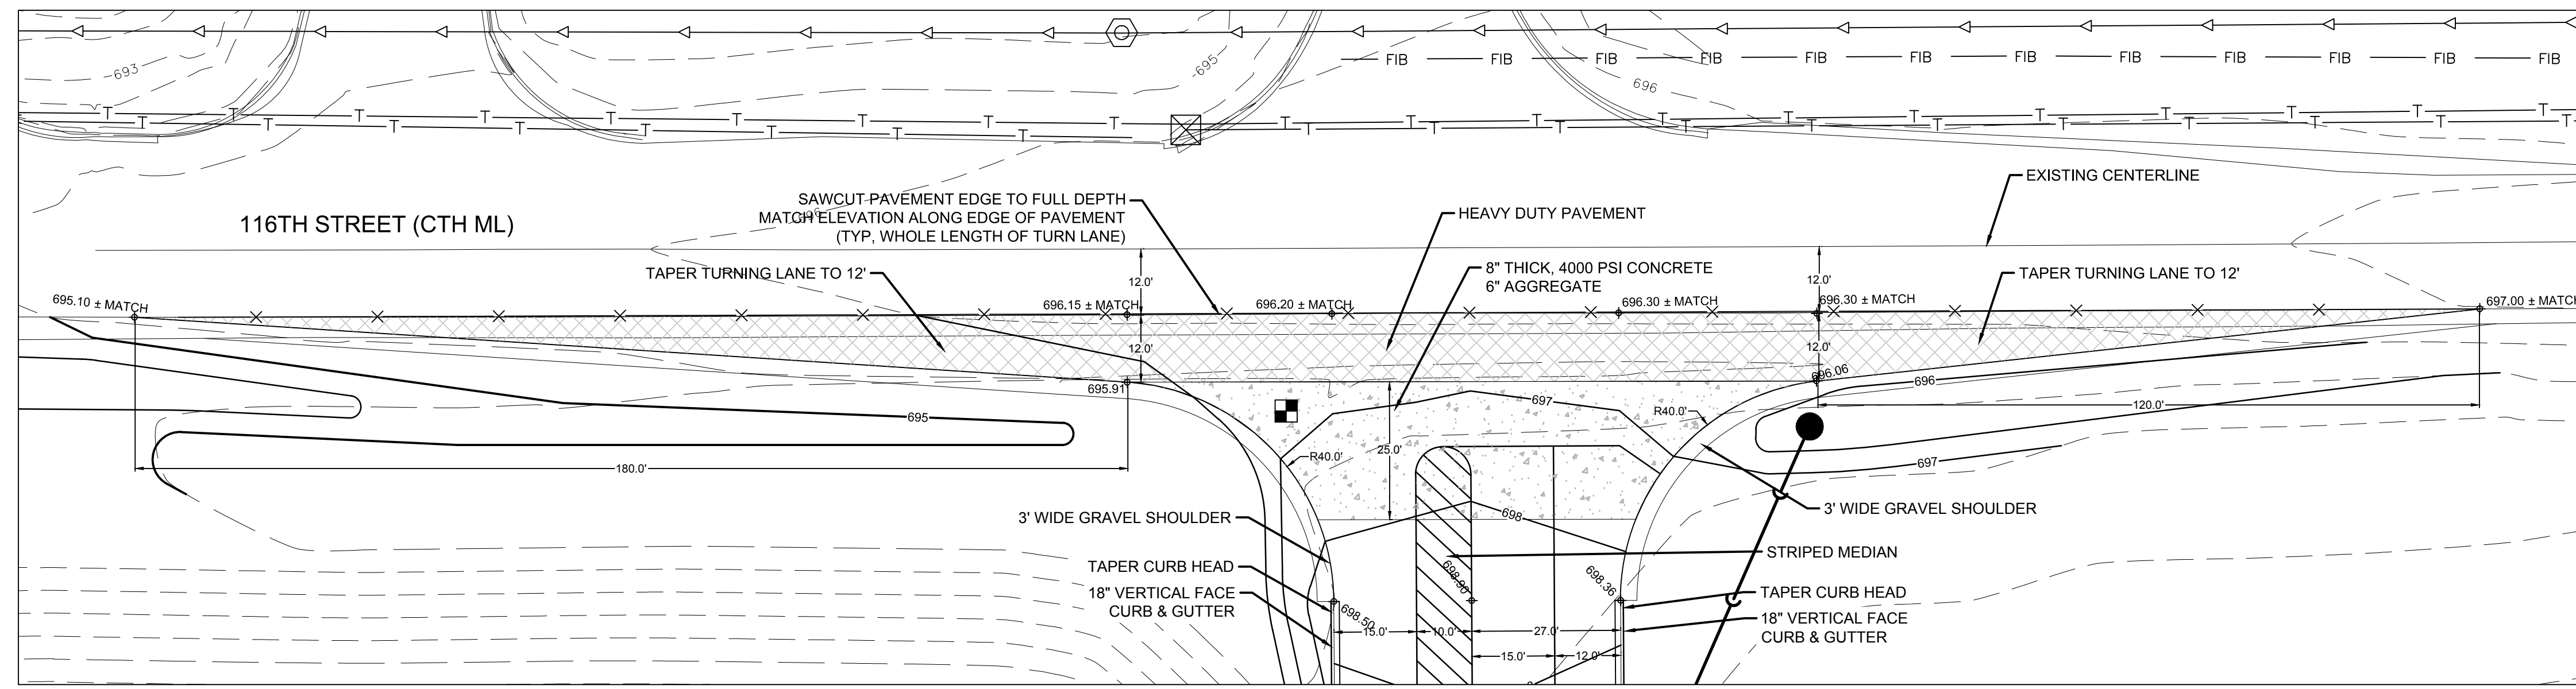 FIB FIB FIB FIB FIB FIB FIB FIB FIB FIB FIB FIB
-693
-695
696
T T T T T T T T T T T T T T T T T T T T
T T T T T T T T T T T T T T T T T T T T
EXISTING CENTERLINE
SAWCUT PAVEMENT EDGE TO FULL DEPTH
MATCH ELEVATION ALONG EDGE OF PAVEMENT
(TYP, WHOLE LENGTH OF TURN LANE)
696
116TH STREET (CTH ML)
HEAVY DUTY PAVEMENT
TAPER TURNING LANE TO 12'
8" THICK, 4000 PSI CONCRETE
6" AGGREGATE
TAPER TURNING LANE TO 12'
12.0'
12.0'
695.10 ± MATCH
696.15 ± MATCH
696.20 ± MATCH
696.30 ± MATCH
696.30 ± MATCH
697.00 ± MATCH
12.0'
12.0'
695.91
696.06
696
697
R40.0'
120.0'
695
25.0'
R40.0'
697
180.0'
698
3' WIDE GRAVEL SHOULDER
3' WIDE GRAVEL SHOULDER
STRIPED MEDIAN
TAPER CURB HEAD
18" VERTICAL FACE
CURB & GUTTER
698.50
698.90
698.36
TAPER CURB HEAD
18" VERTICAL FACE
CURB & GUTTER
15.0'
10.0'
27.0'
15.0'
12.0'